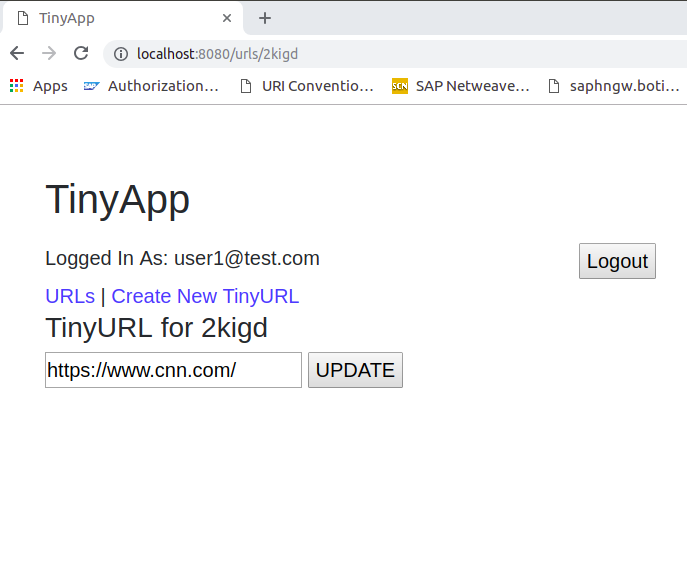 TinyApp
localhost:8080/urls/2kigd
Apps SAP Authorization… URI Conventio… SCN SAP Netweave… saphngw.boti…
TinyApp
Logged In As: user1@test.com Logout
URLs | Create New TinyURL
TinyURL for 2kigd
https://www.cnn.com/ UPDATE